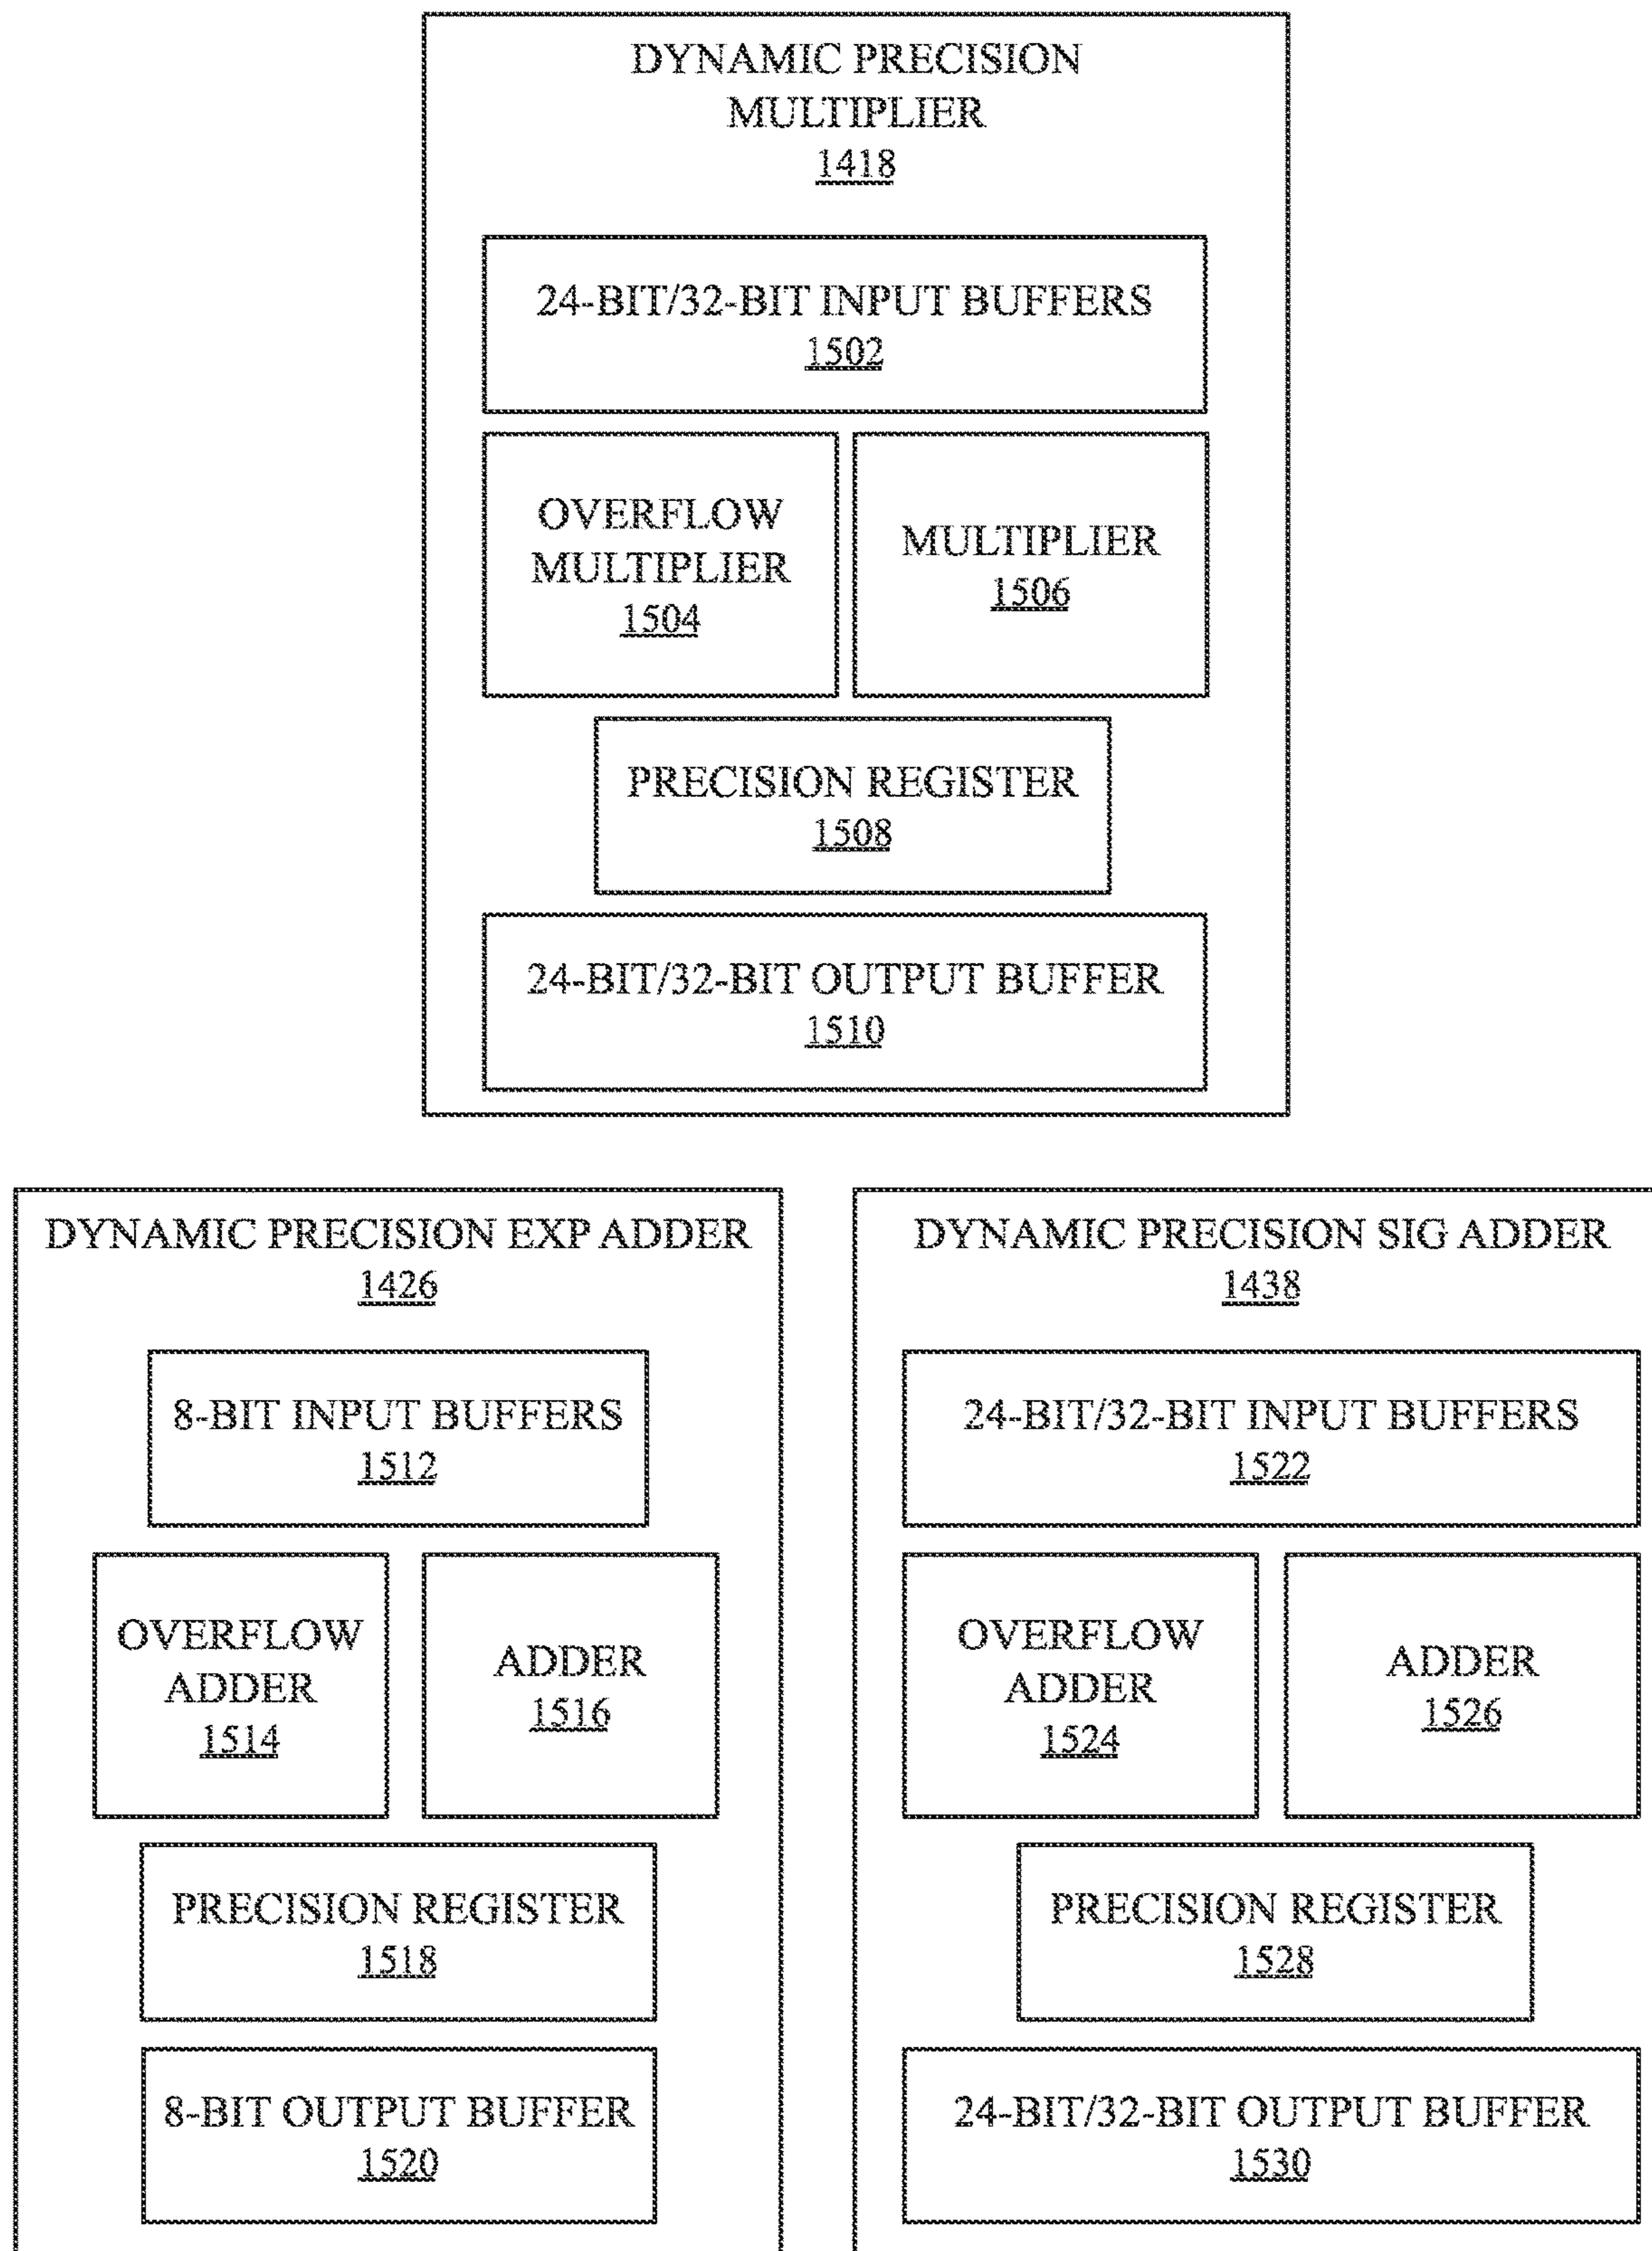 DYNAMIC PRECISION
MULTIPLIER
1418
24-BIT/32-BIT INPUT BUFFERS
1502
OVERFLOW
MULTIPLIER
1504
MULTIPLIER
1506
PRECISION REGISTER
1508
24-BIT/32-BIT OUTPUT BUFFER
1510
DYNAMIC PRECISION EXP ADDER
1426
8-BIT INPUT BUFFERS
1512
OVERFLOW
ADDER
1514
ADDER
1516
PRECISION REGISTER
1518
8-BIT OUTPUT BUFFER
1520
DYNAMIC PRECISION SIG ADDER
1438
24-BIT/32-BIT INPUT BUFFERS
1522
OVERFLOW
ADDER
1524
ADDER
1526
PRECISION REGISTER
1528
24-BIT/32-BIT OUTPUT BUFFER
1530